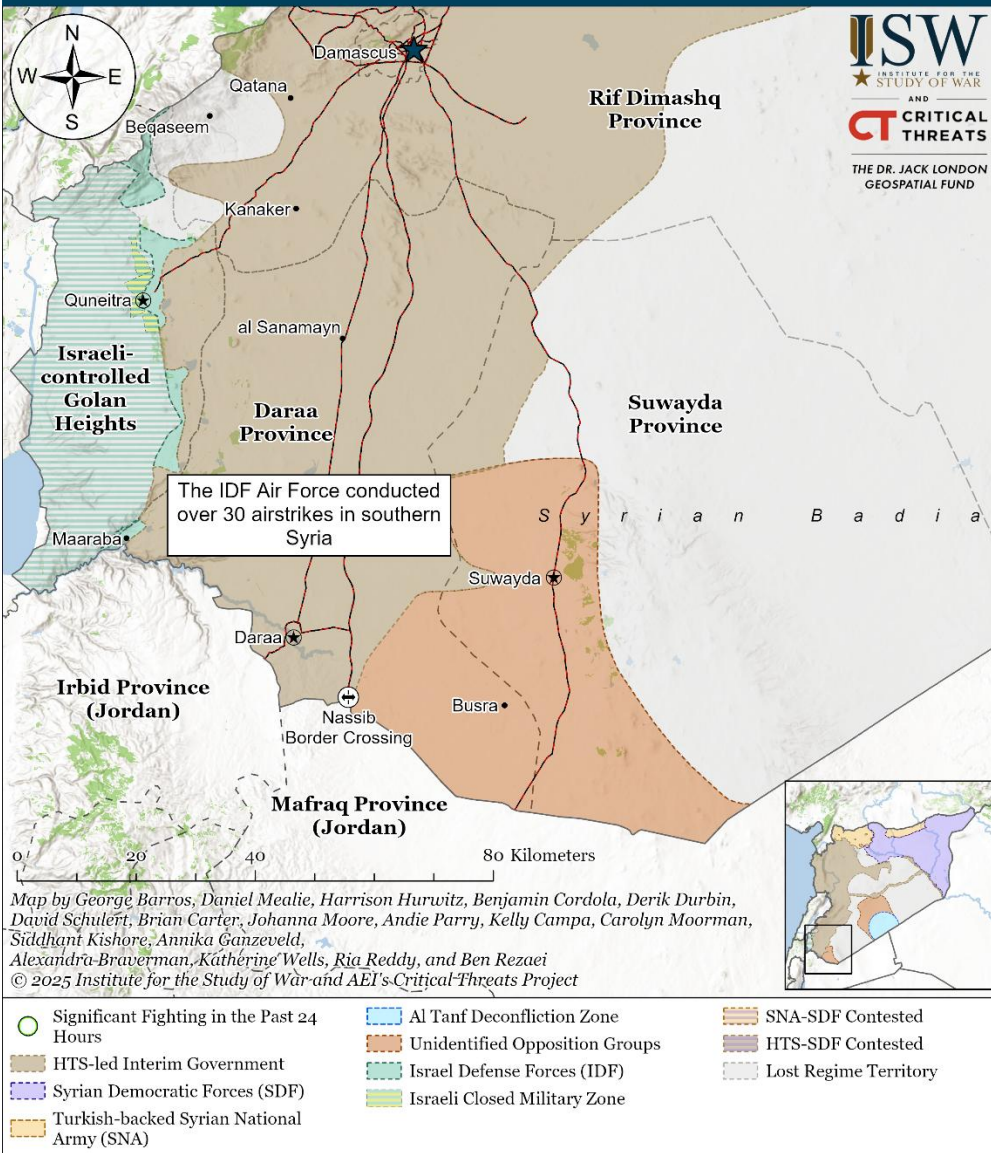 N
W E
S
ISW
INSTITUTE FOR THE
STUDY OF WAR
AND
CT CRITICAL
THREATS
THE DR. JACK LONDON
GEOSPATIAL FUND
Damascus
Qatana
Beqaseem
Rif Dimashq
Province
Kanaker
Quneitra
al Sanamayn
Israeli-
controlled
Golan
Heights
Daraa
Province
Suwayda
Province
The IDF Air Force conducted
over 30 airstrikes in southern
Syria
Syrian Badia
Maaraba
Suwayda
Daraa
Irbid Province
(Jordan)
Nassib
Border Crossing
Busra
Mafraq Province
(Jordan)
0 20 40 80 Kilometers
Map by George Barros, Daniel Mealie, Harrison Hurwitz, Benjamin Cordola, Derik Durbin,
David Schulert, Brian Carter, Johanna Moore, Andie Parry, Kelly Campa, Carolyn Moorman,
Siddhant Kishore, Annika Ganzeveld,
Alexandra Braverman, Katherine Wells, Ria Reddy, and Ben Rezaei
© 2025 Institute for the Study of War and AEI's Critical Threats Project
Significant Fighting in the Past 24
Hours
HTS-led Interim Government
Syrian Democratic Forces (SDF)
Turkish-backed Syrian National
Army (SNA)
Al Tanf Deconfliction Zone
Unidentified Opposition Groups
Israel Defense Forces (IDF)
Israeli Closed Military Zone
SNA-SDF Contested
HTS-SDF Contested
Lost Regime Territory